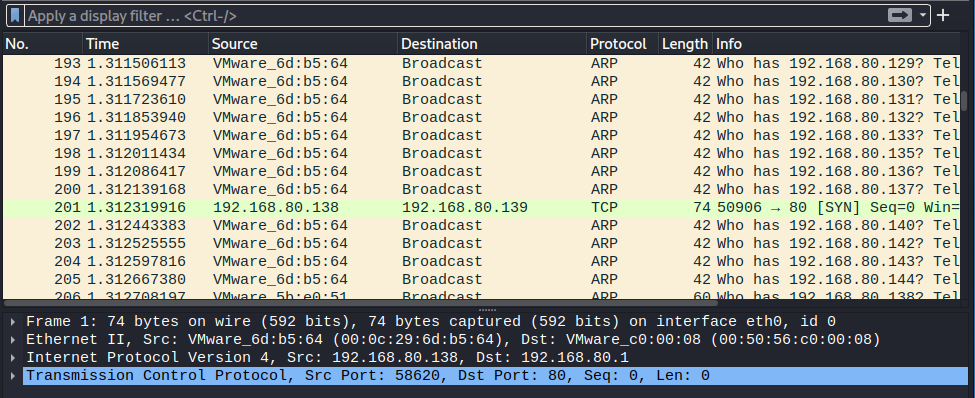 Apply a display filter … <Ctrl-/>
No. Time Source Destination Protocol Length Info
193 1.311506113 VMware_6d:b5:64 Broadcast ARP 42 Who has 192.168.80.129? Tel
194 1.311569477 VMware_6d:b5:64 Broadcast ARP 42 Who has 192.168.80.130? Tel
195 1.311723610 VMware_6d:b5:64 Broadcast ARP 42 Who has 192.168.80.131? Tel
196 1.311853940 VMware_6d:b5:64 Broadcast ARP 42 Who has 192.168.80.132? Tel
197 1.311954673 VMware_6d:b5:64 Broadcast ARP 42 Who has 192.168.80.133? Tel
198 1.312011434 VMware_6d:b5:64 Broadcast ARP 42 Who has 192.168.80.135? Tel
199 1.312086417 VMware_6d:b5:64 Broadcast ARP 42 Who has 192.168.80.136? Tel
200 1.312139168 VMware_6d:b5:64 Broadcast ARP 42 Who has 192.168.80.137? Tel
201 1.312319916 192.168.80.138 192.168.80.139 TCP 74 50906 → 80 [SYN] Seq=0 Win=
202 1.312443383 VMware_6d:b5:64 Broadcast ARP 42 Who has 192.168.80.140? Tel
203 1.312525555 VMware_6d:b5:64 Broadcast ARP 42 Who has 192.168.80.142? Tel
204 1.312597816 VMware_6d:b5:64 Broadcast ARP 42 Who has 192.168.80.143? Tel
205 1.312667380 VMware_6d:b5:64 Broadcast ARP 42 Who has 192.168.80.144? Tel
206 1.312708197 VMware_5b:e0:51 Broadcast ARP 60 Who has 192.168.80.138? Tel
Frame 1: 74 bytes on wire (592 bits), 74 bytes captured (592 bits) on interface eth0, id 0
Ethernet II, Src: VMware_6d:b5:64 (00:0c:29:6d:b5:64), Dst: VMware_c0:00:08 (00:50:56:c0:00:08)
Internet Protocol Version 4, Src: 192.168.80.138, Dst: 192.168.80.1
Transmission Control Protocol, Src Port: 58620, Dst Port: 80, Seq: 0, Len: 0